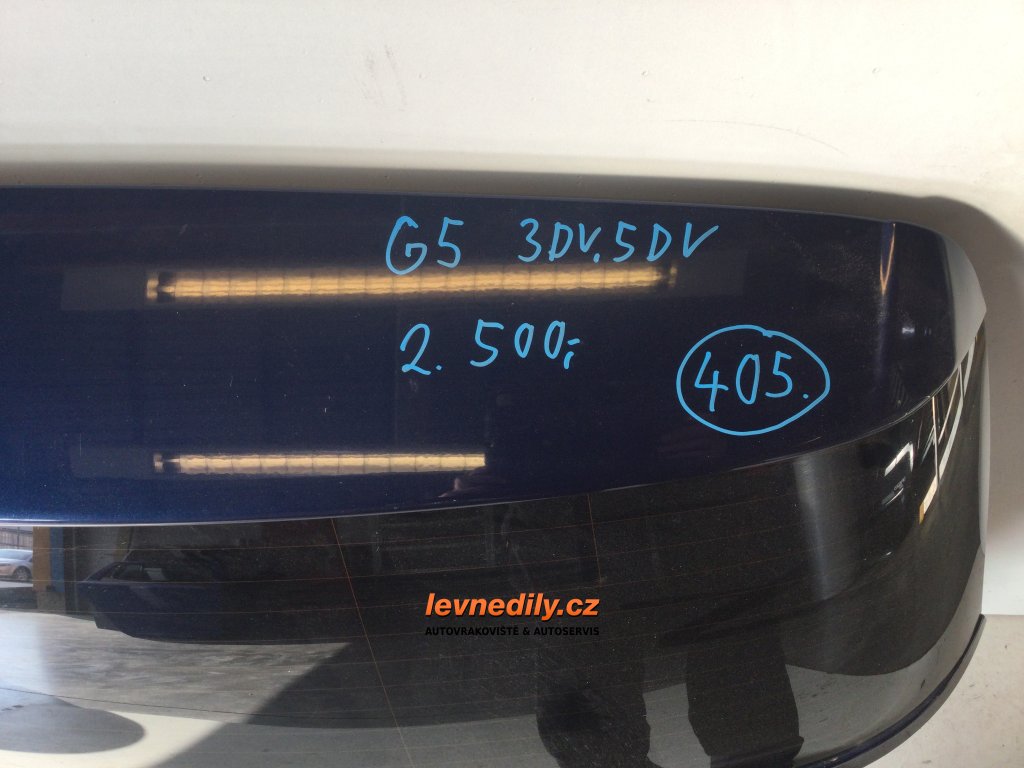 G5 3DV.5DV
2.500;
405.
levnedily.cz
AUTOVRAKOVIŠTĚ & AUTOSERVIS